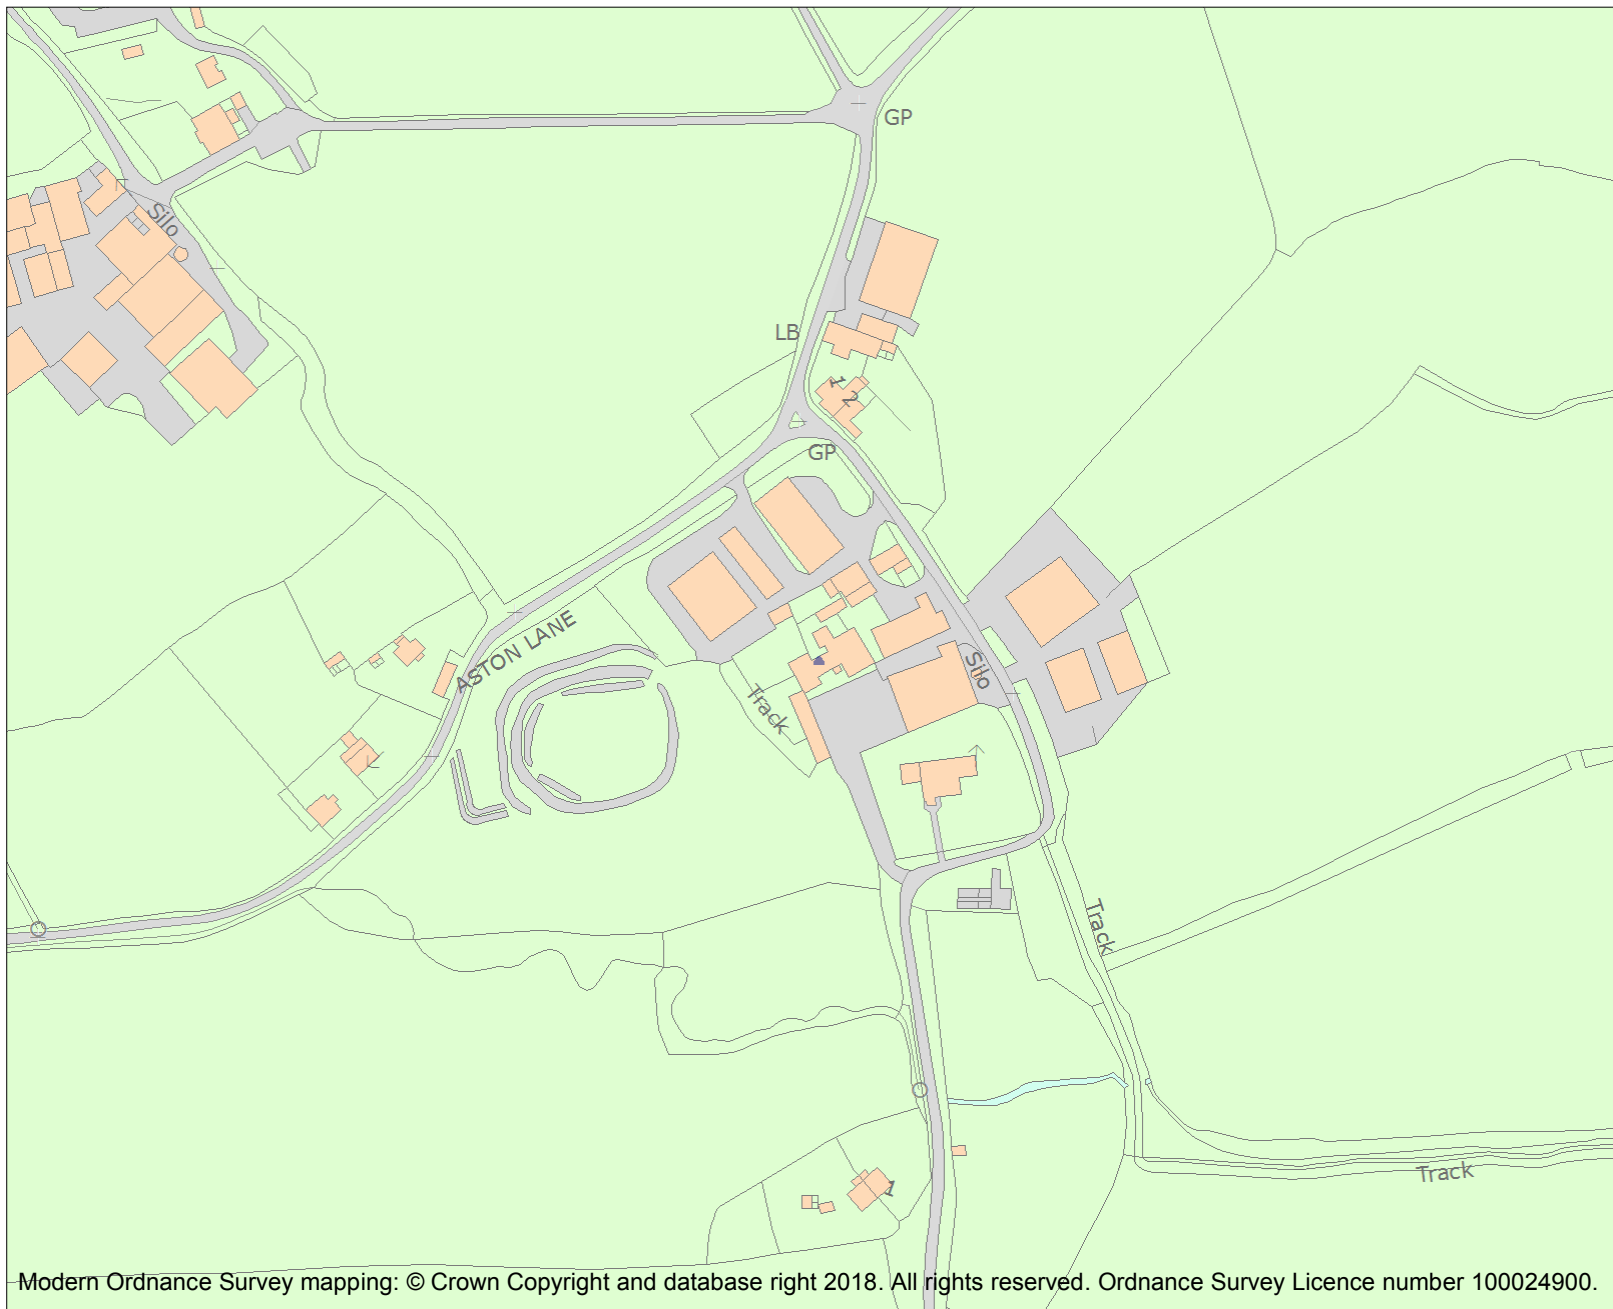 GP
Silo
LB
1
2
GP
ASTON LANE
Silo
Track
Track
Track
1
Modern Ordnance Survey mapping: © Crown Copyright and database right 2018. All rights reserved. Ordnance Survey Licence number 100024900.